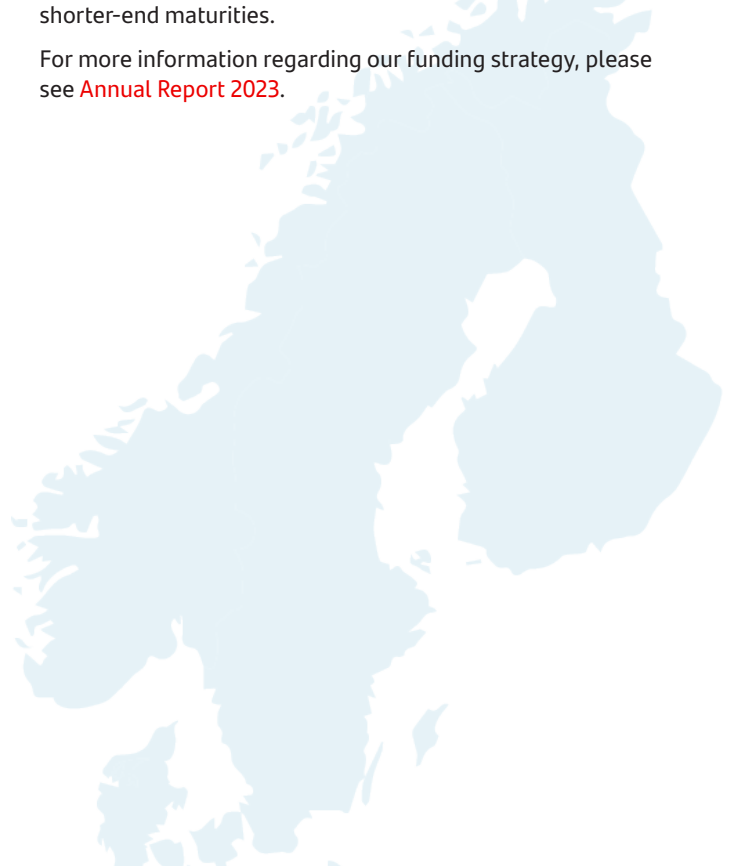 shorter-end maturities.
For more information regarding our funding strategy, please
see Annual Report 2023.